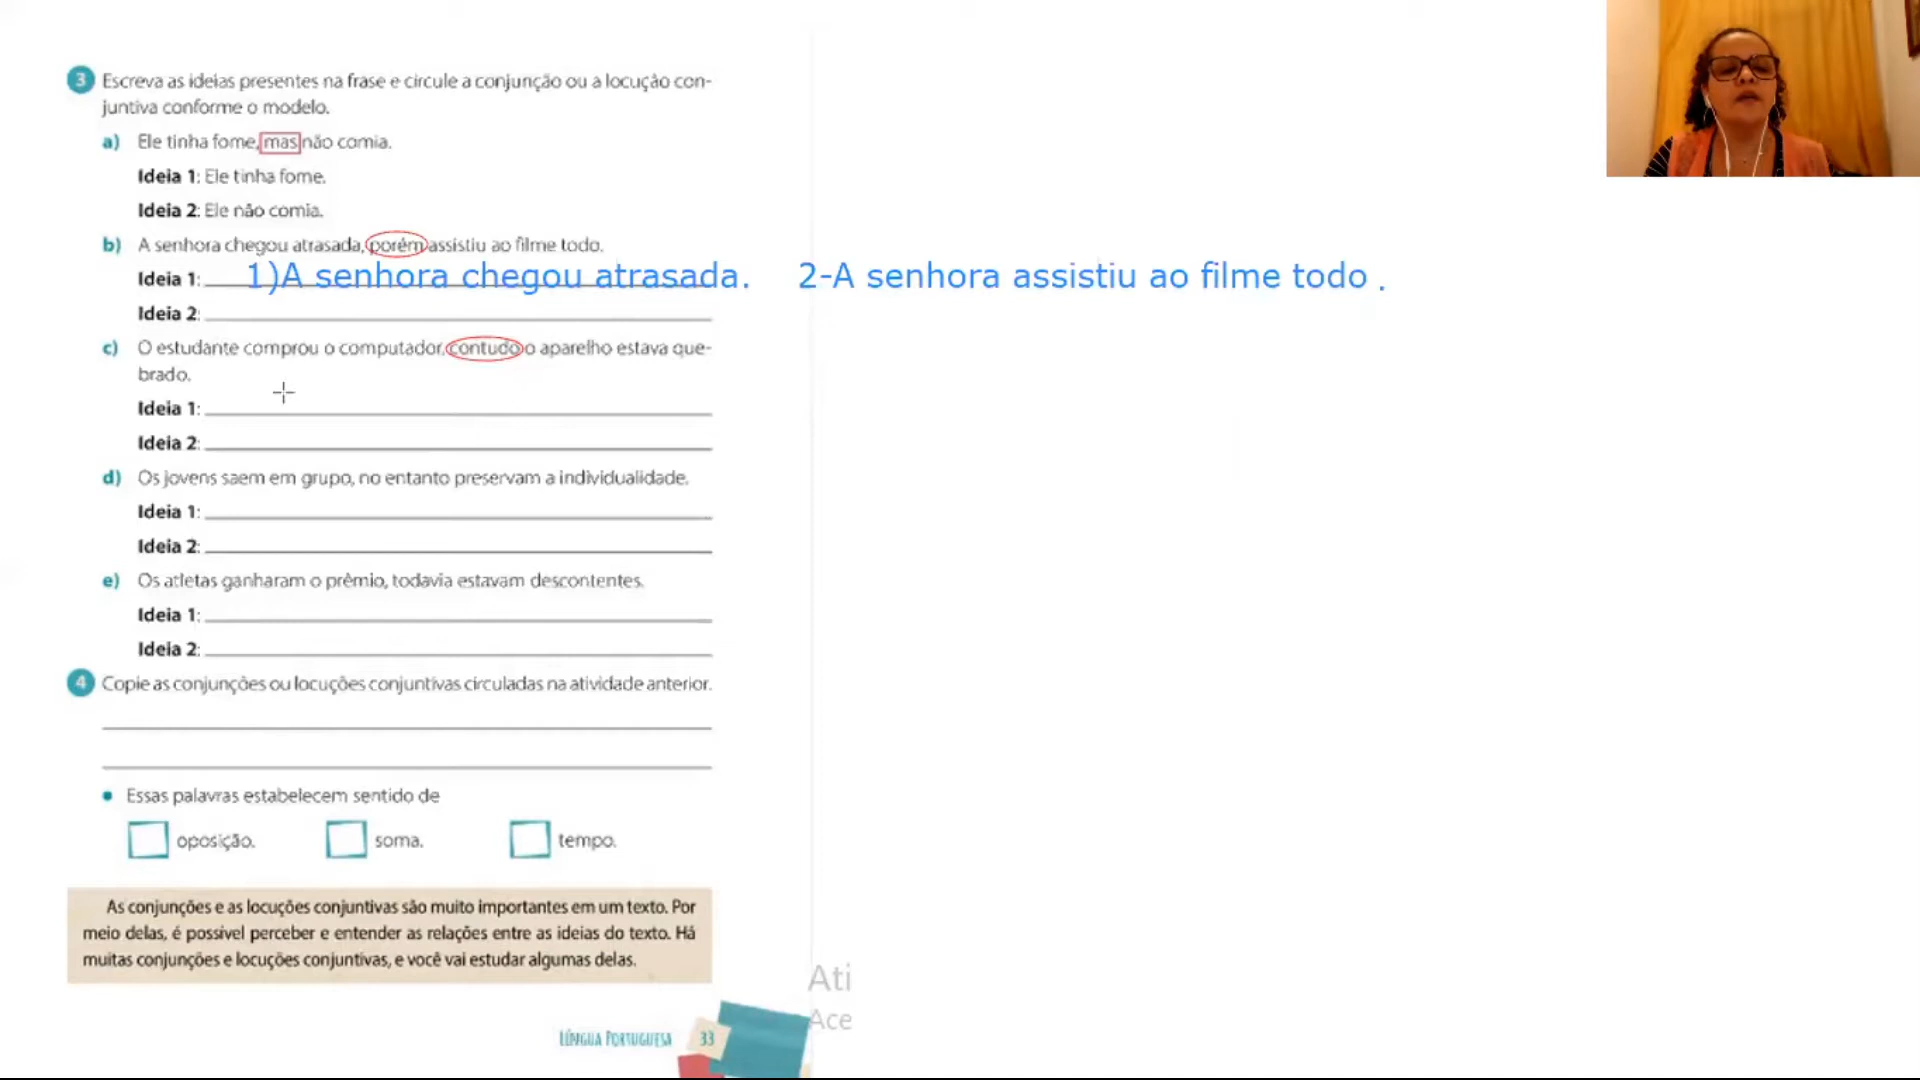 3 Escreva as ideias presentes na frase e circule a conjunção ou a locução con-
juntiva conforme o modelo.
a) Ele tinha fome, mas não comia.
Ideia 1: Ele tinha fome.
Ideia 2: Ele não comia.
b) A senhora chegou atrasada, porém assistiu ao filme todo.
Ideia 1: 1)A senhora chegou atrasada. 2-A senhora assistiu ao filme todo .
Ideia 2:
c) O estudante comprou o computador, contudo o aparelho estava que-
brado.
Ideia 1:
Ideia 2:
d) Os jovens saem em grupo, no entanto preservam a individualidade.
Ideia 1:
Ideia 2:
e) Os atletas ganharam o prêmio, todavia estavam descontentes.
Ideia 1:
Ideia 2:
4 Copie as conjunções ou locuções conjuntivas circuladas na atividade anterior.
• Essas palavras estabelecem sentido de
oposição. soma. tempo.
As conjunções e as locuções conjuntivas são muito importantes em um texto. Por
meio delas, é possível perceber e entender as relações entre as ideias do texto. Há
muitas conjunções e locuções conjuntivas, e você vai estudar algumas delas.
Ati
Ace
LÍNGUA PORTUGUESA 33